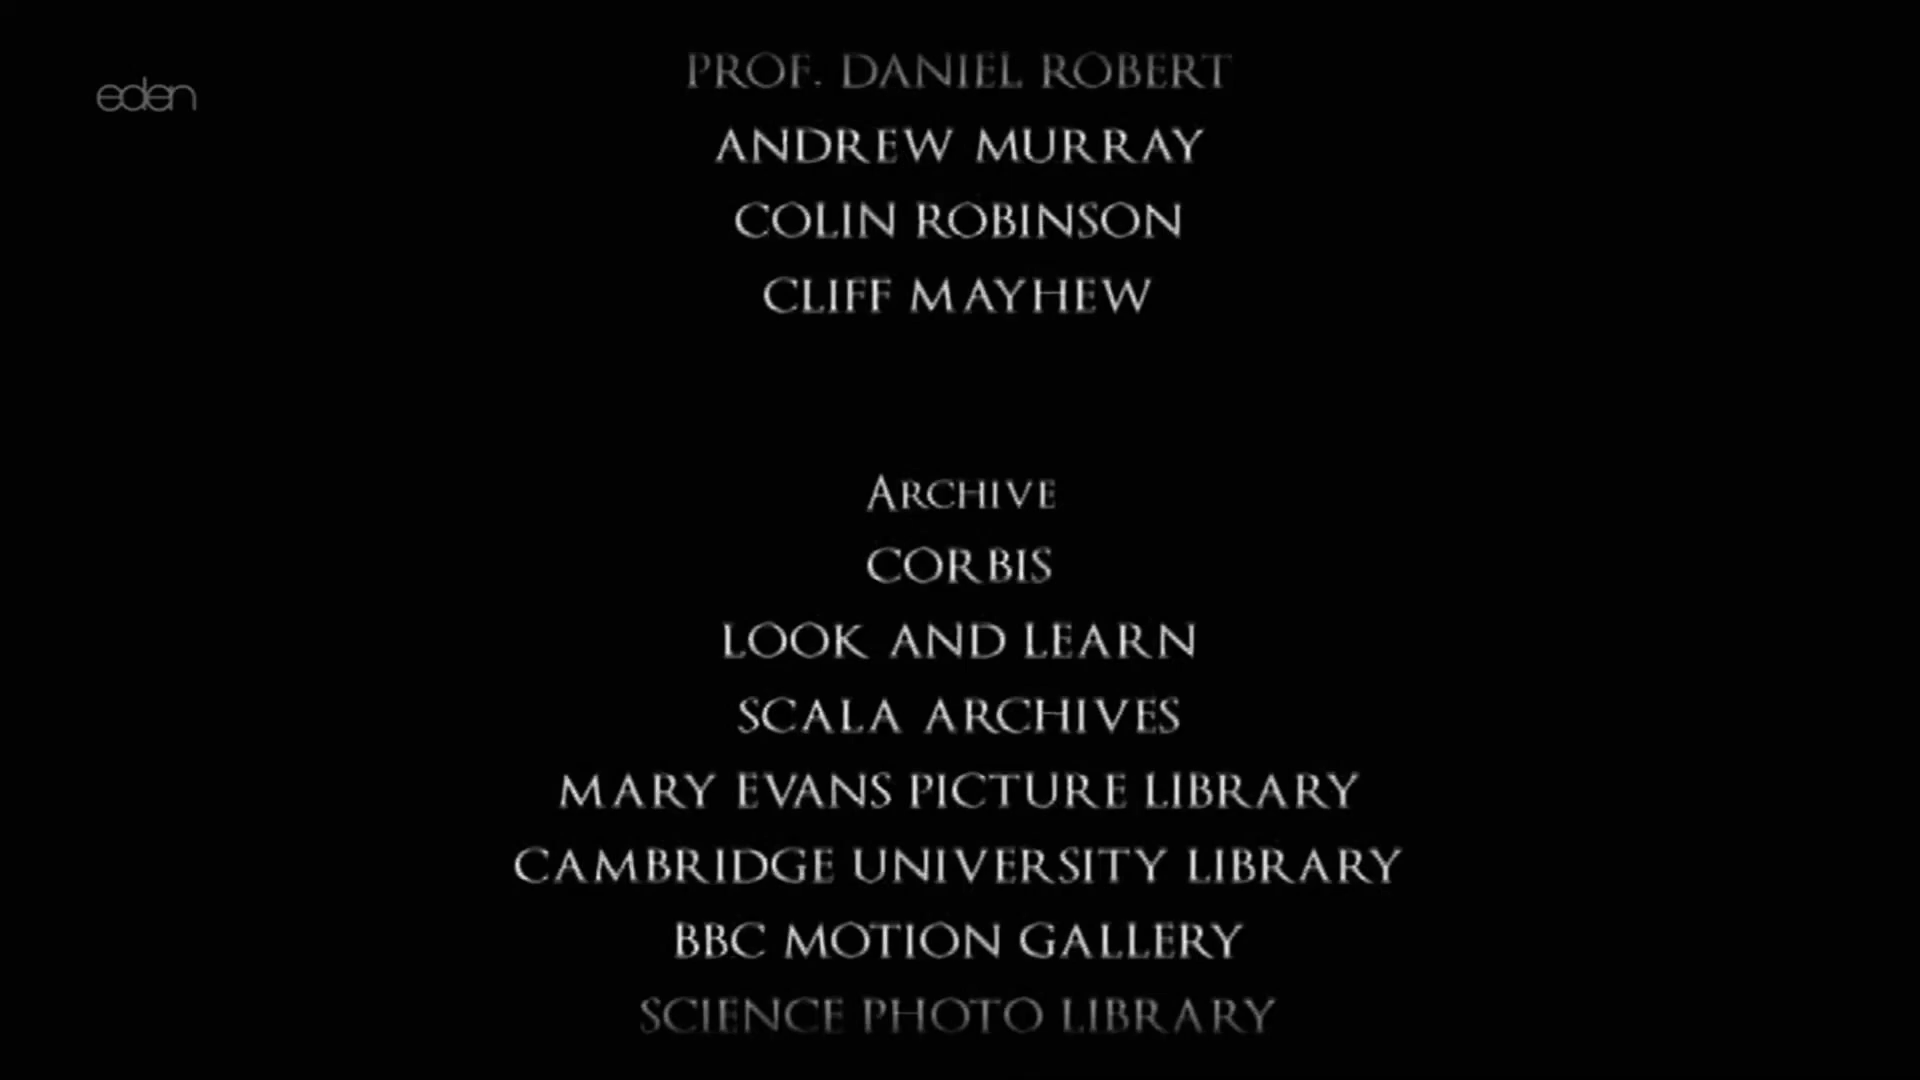 eden
PROF. DANIEL ROBERT
ANDREW MURRAY
COLIN ROBINSON
CLIFF MAYHEW
ARCHIVE
CORBIS
LOOK AND LEARN
SCALA ARCHIVES
MARY EVANS PICTURE LIBRARY
CAMBRIDGE UNIVERSITY LIBRARY
BBC MOTION GALLERY
SCIENCE PHOTO LIBRARY